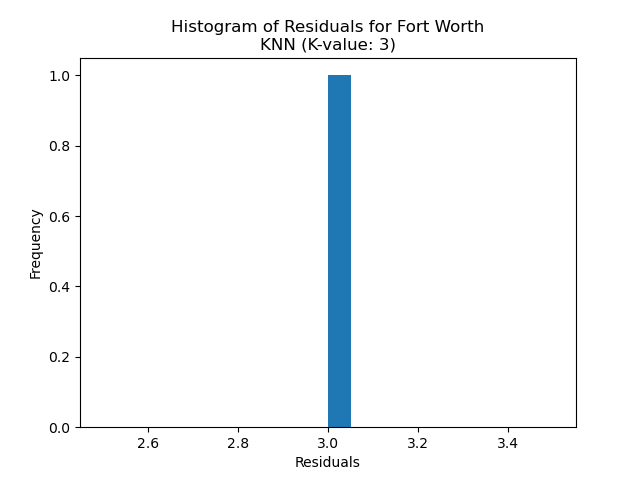 Histogram of Residuals for Fort Worth
KNN (K-value: 3)
1.0
0.8
0.6
0.4
0.2
0.0
Frequency
2.6 2.8 3.0 3.2 3.4
Residuals